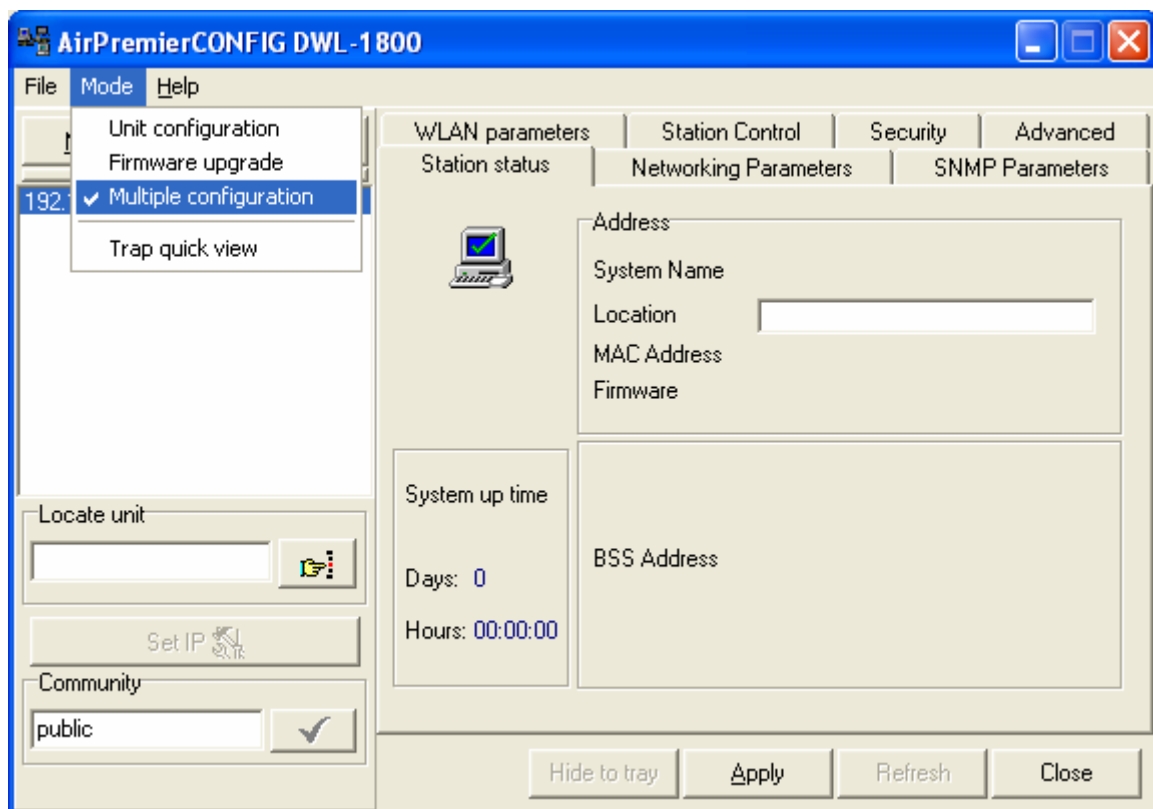 AirPremierCONFIG DWL-1800
File Mode Help
Unit configuration
Firmware upgrade
Multiple configuration
Trap quick view
192.
WLAN parameters Station Control Security Advanced
Station status Networking Parameters SNMP Parameters
Address
System Name
Location
MAC Address
Firmware
System up time
Days: 0
Hours: 00:00:00
BSS Address
Locate unit
Set IP
Community
public
Hide to tray Apply Refresh Close